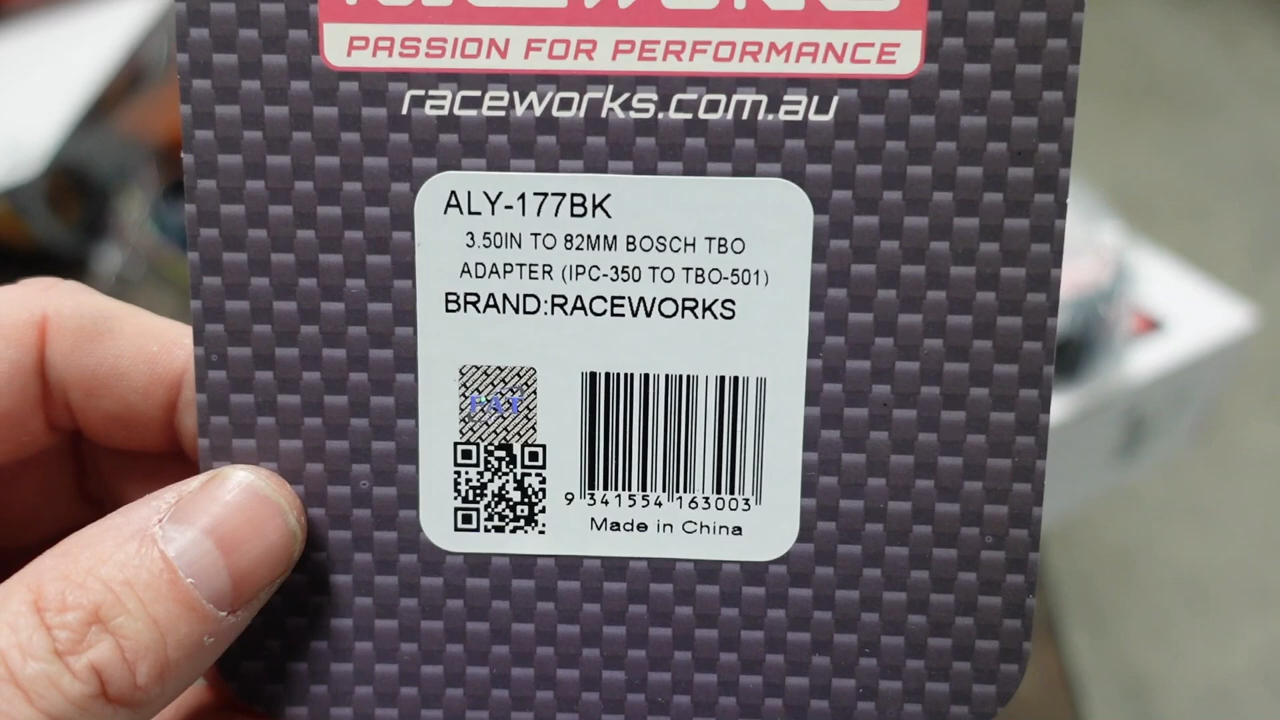 RACEWORKS
PASSION FOR PERFORMANCE
raceworks.com.au
ALY-177BK
3.50IN TO 82MM BOSCH TBO
ADAPTER (IPC-350 TO TBO-501)
BRAND:RACEWORKS
9 341554 163003
Made in China